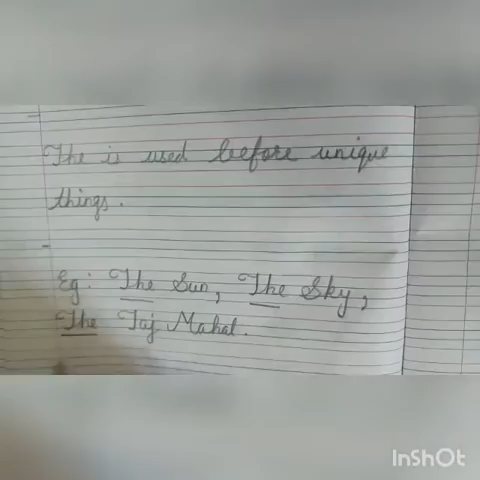 The is used before unique
things.
Eg: The Sun, The Sky,
The Taj Mahal.
InShOt